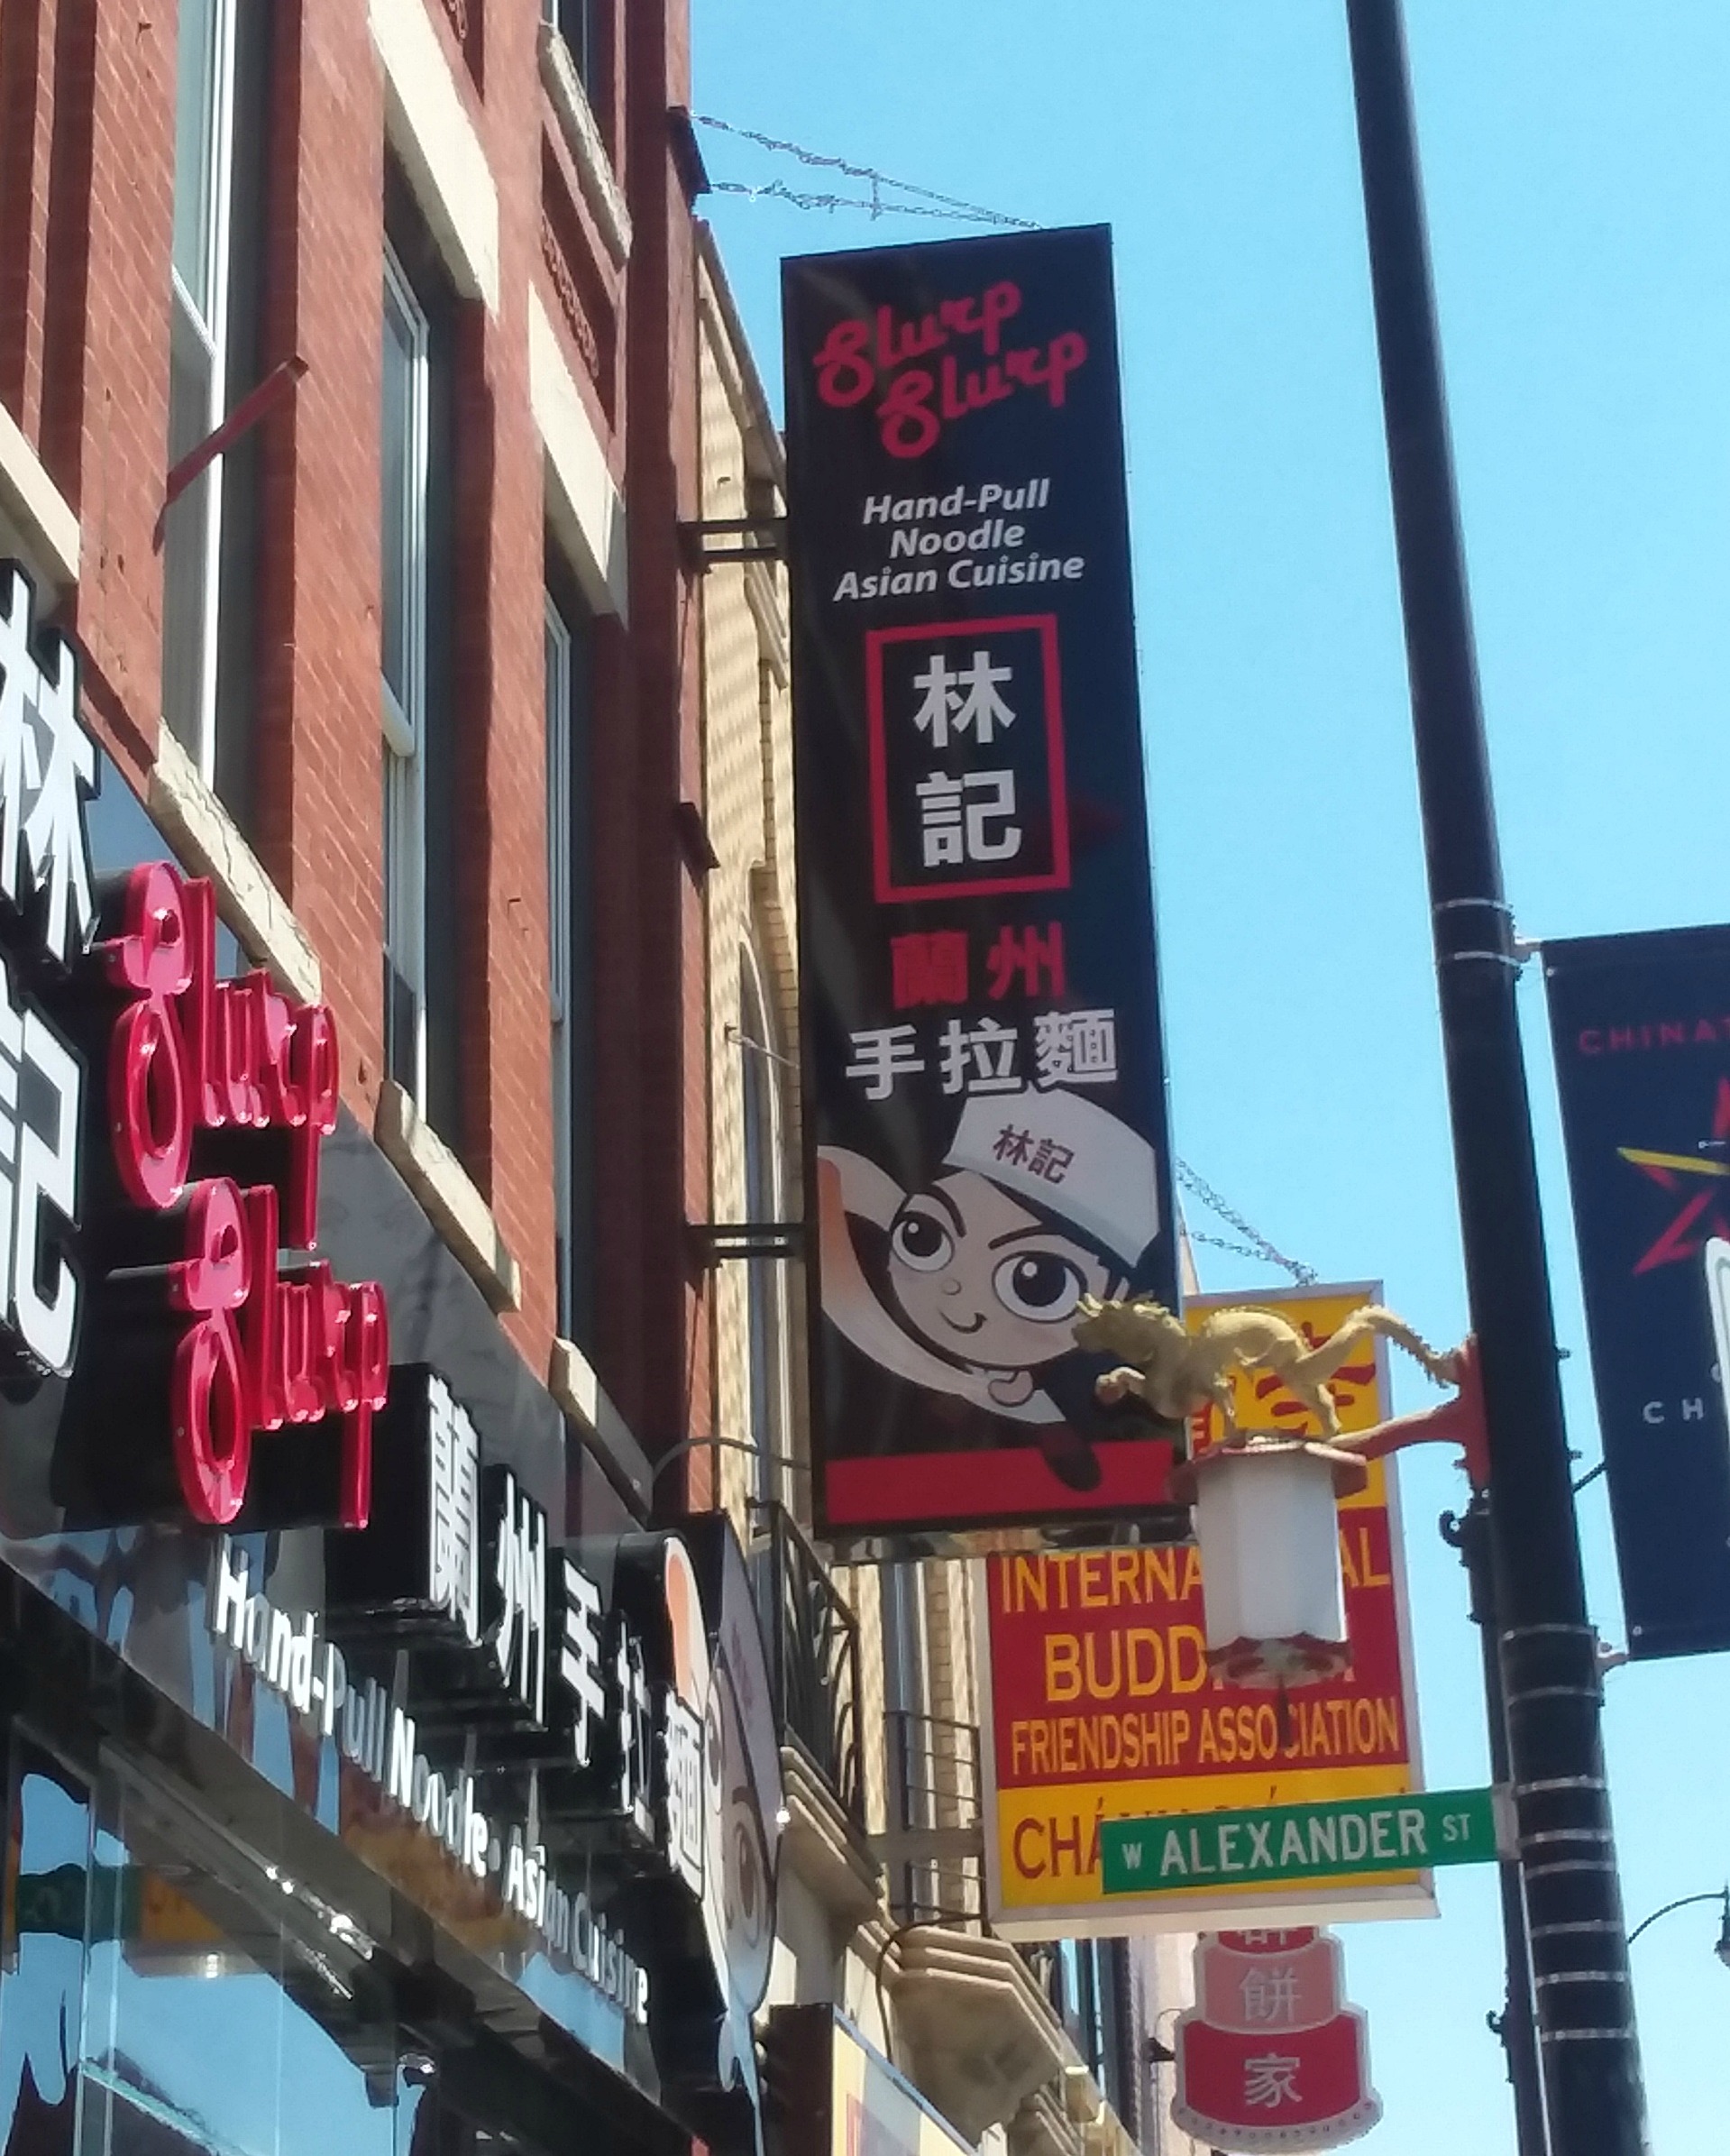 Slurp
Slurp
Hand-Pull
Noodle
Asian Cuisine
林
記
蘭州
手拉麵
林記
林
記
Slurp
Slurp
蘭州手拉麵
Hand-Pull Noodle • Asian Cuisine
FRIENDSHIP ASSOCIATION
W ALEXANDER ST
餅
家